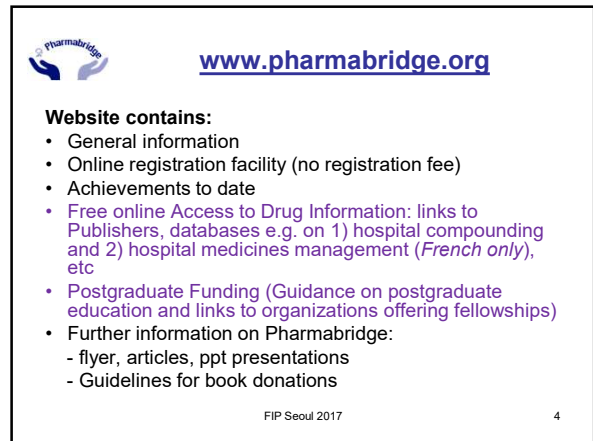 Pharmabridge
www.pharmabridge.org
Website contains:
• General information
• Online registration facility (no registration fee)
• Achievements to date
• Free online Access to Drug Information: links to
Publishers, databases e.g. on 1) hospital compounding
and 2) hospital medicines management (French only),
etc
• Postgraduate Funding (Guidance on postgraduate
education and links to organizations offering fellowships)
• Further information on Pharmabridge:
- flyer, articles, ppt presentations
- Guidelines for book donations
FIP Seoul 2017 4